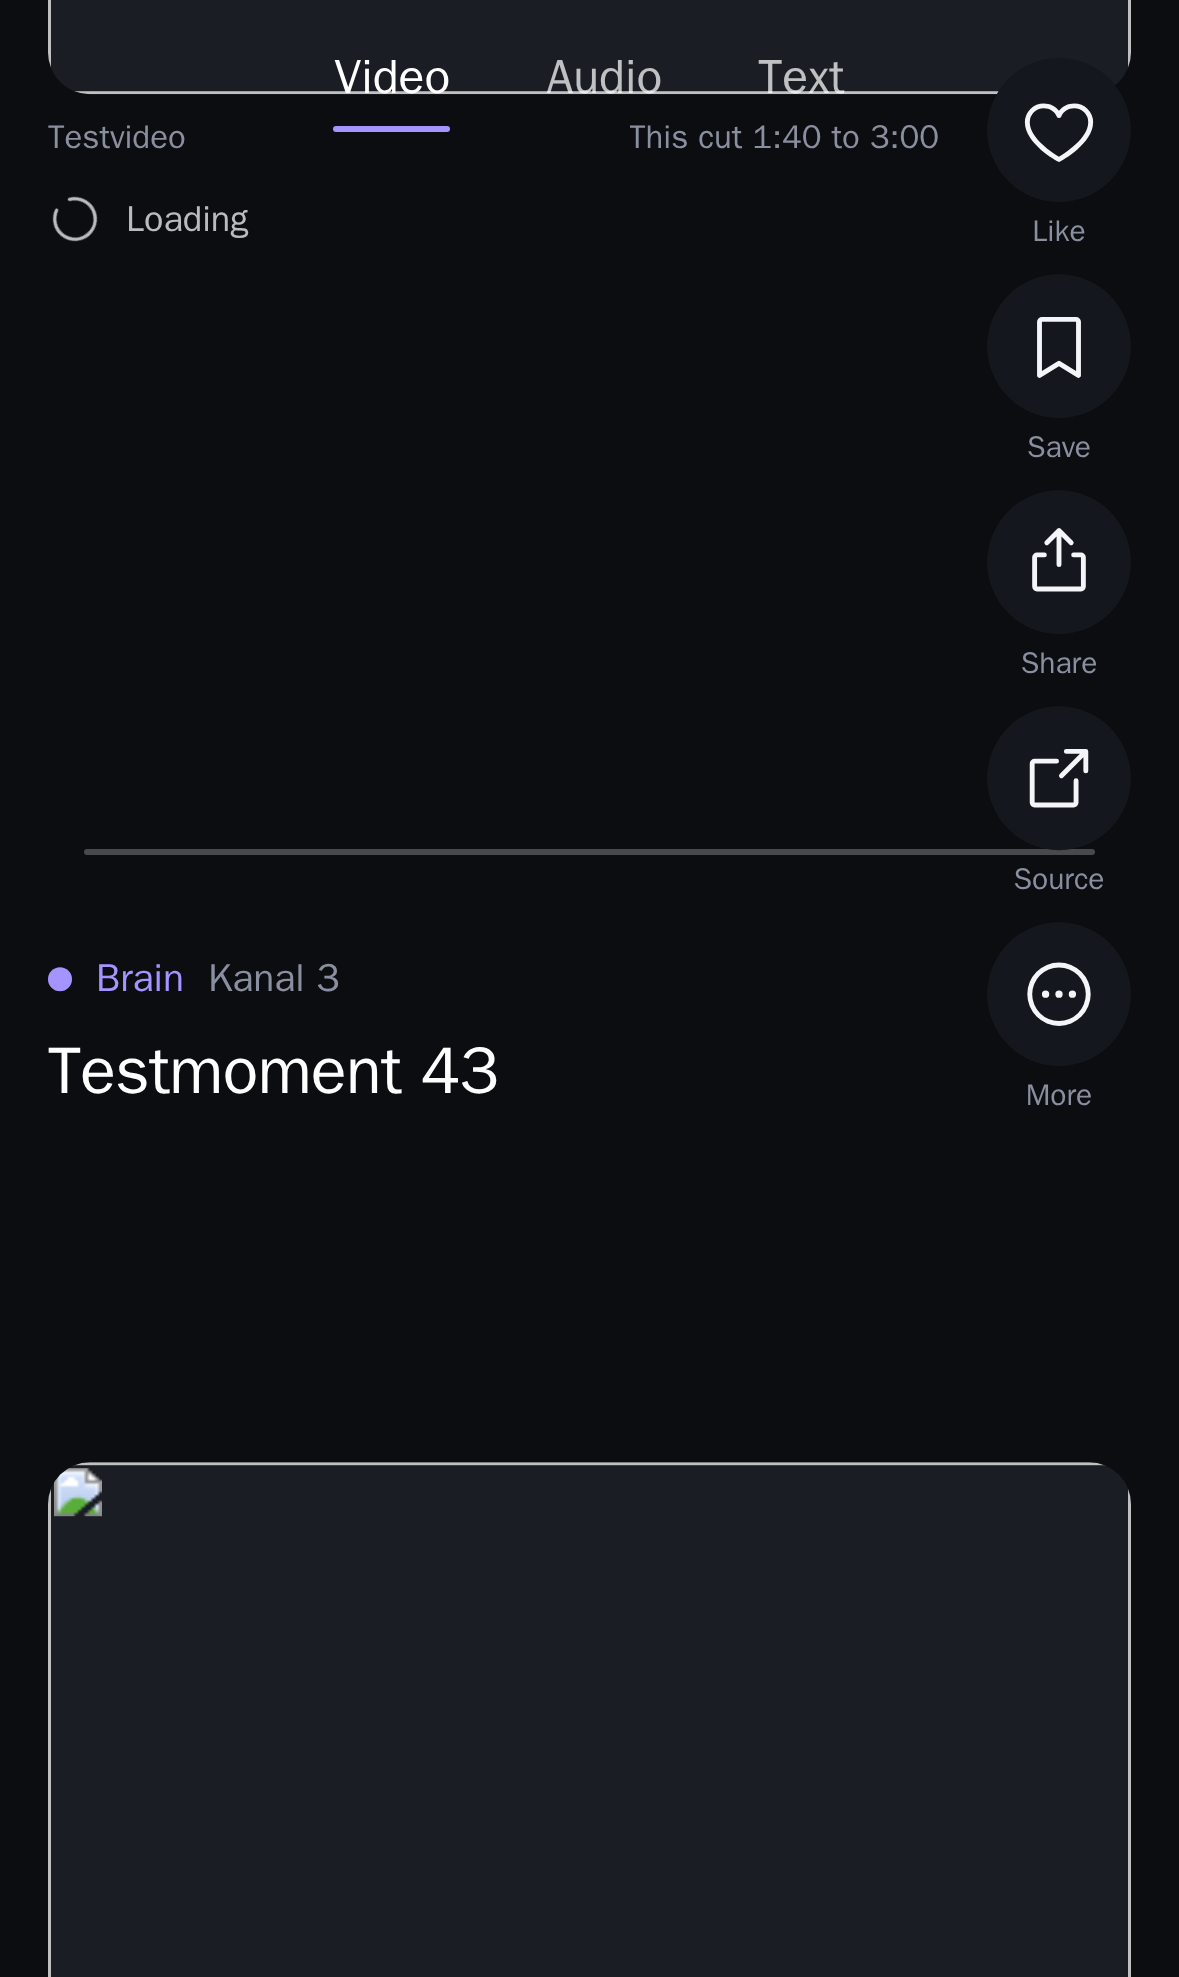 Video Audio Text
Testvideo This cut 1:40 to 3:00
Loading
Like
Save
Share
Source
Brain Kanal 3
Testmoment 43
More